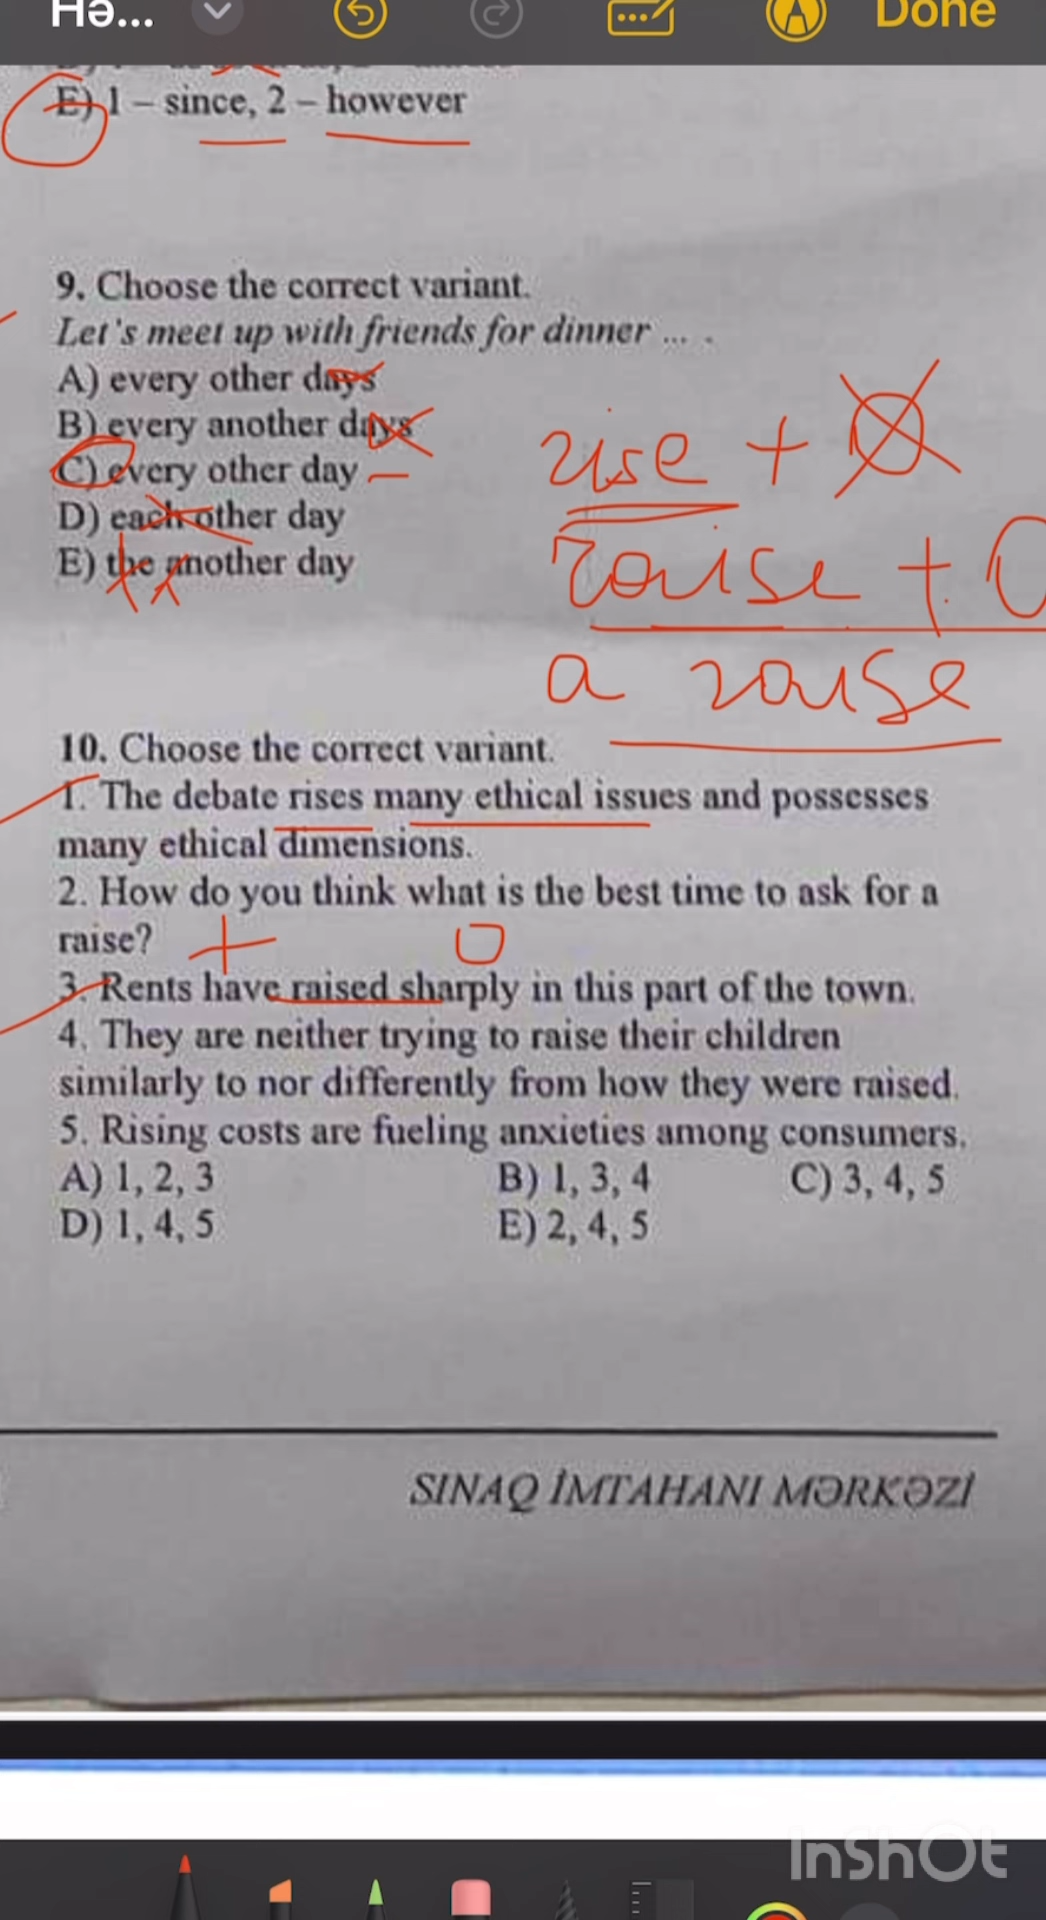 Hə...
Done
E) 1 – since, 2 – however
9. Choose the correct variant.
Let's meet up with friends for dinner ... .
A) every other days
B) every another days
C) every other day
D) each other day
E) the another day
rise +
raise +
a raise
10. Choose the correct variant.
1. The debate rises many ethical issues and possesses
many ethical dimensions.
2. How do you think what is the best time to ask for a
raise?
3. Rents have raised sharply in this part of the town.
4. They are neither trying to raise their children
similarly to nor differently from how they were raised.
5. Rising costs are fueling anxieties among consumers.
A) 1, 2, 3 B) 1, 3, 4 C) 3, 4, 5
D) 1, 4, 5 E) 2, 4, 5
SINAQ İMTAHANI MƏRKƏZİ
InShOt